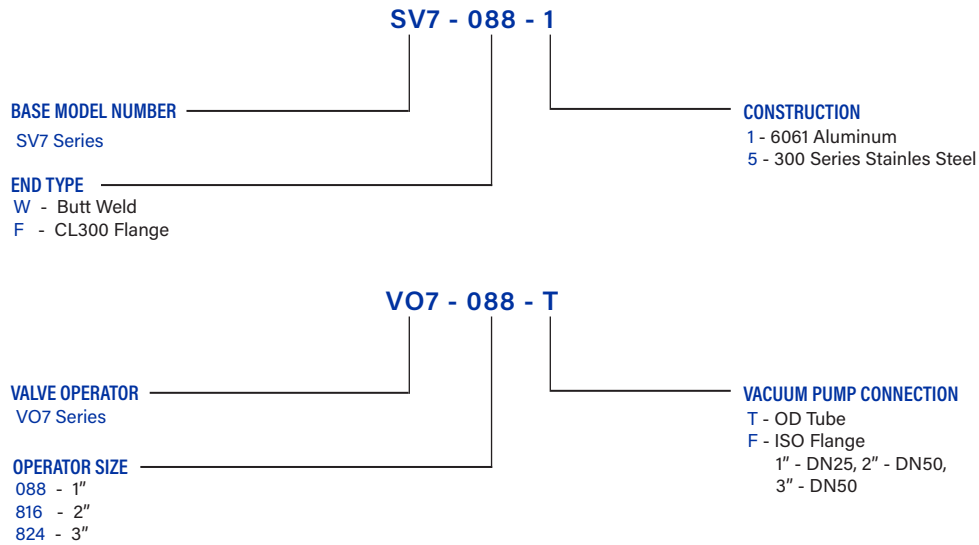 SV7 - 088 - 1
BASE MODEL NUMBER
SV7 Series
END TYPE
W - Butt Weld
F - CL300 Flange
CONSTRUCTION
1 - 6061 Aluminum
5 - 300 Series Stainles Steel
VO7 - 088 - T
VALVE OPERATOR
VO7 Series
OPERATOR SIZE
088 - 1"
816 - 2"
824 - 3"
VACUUM PUMP CONNECTION
T - OD Tube
F - ISO Flange
1" - DN25, 2" - DN50,
3" - DN50